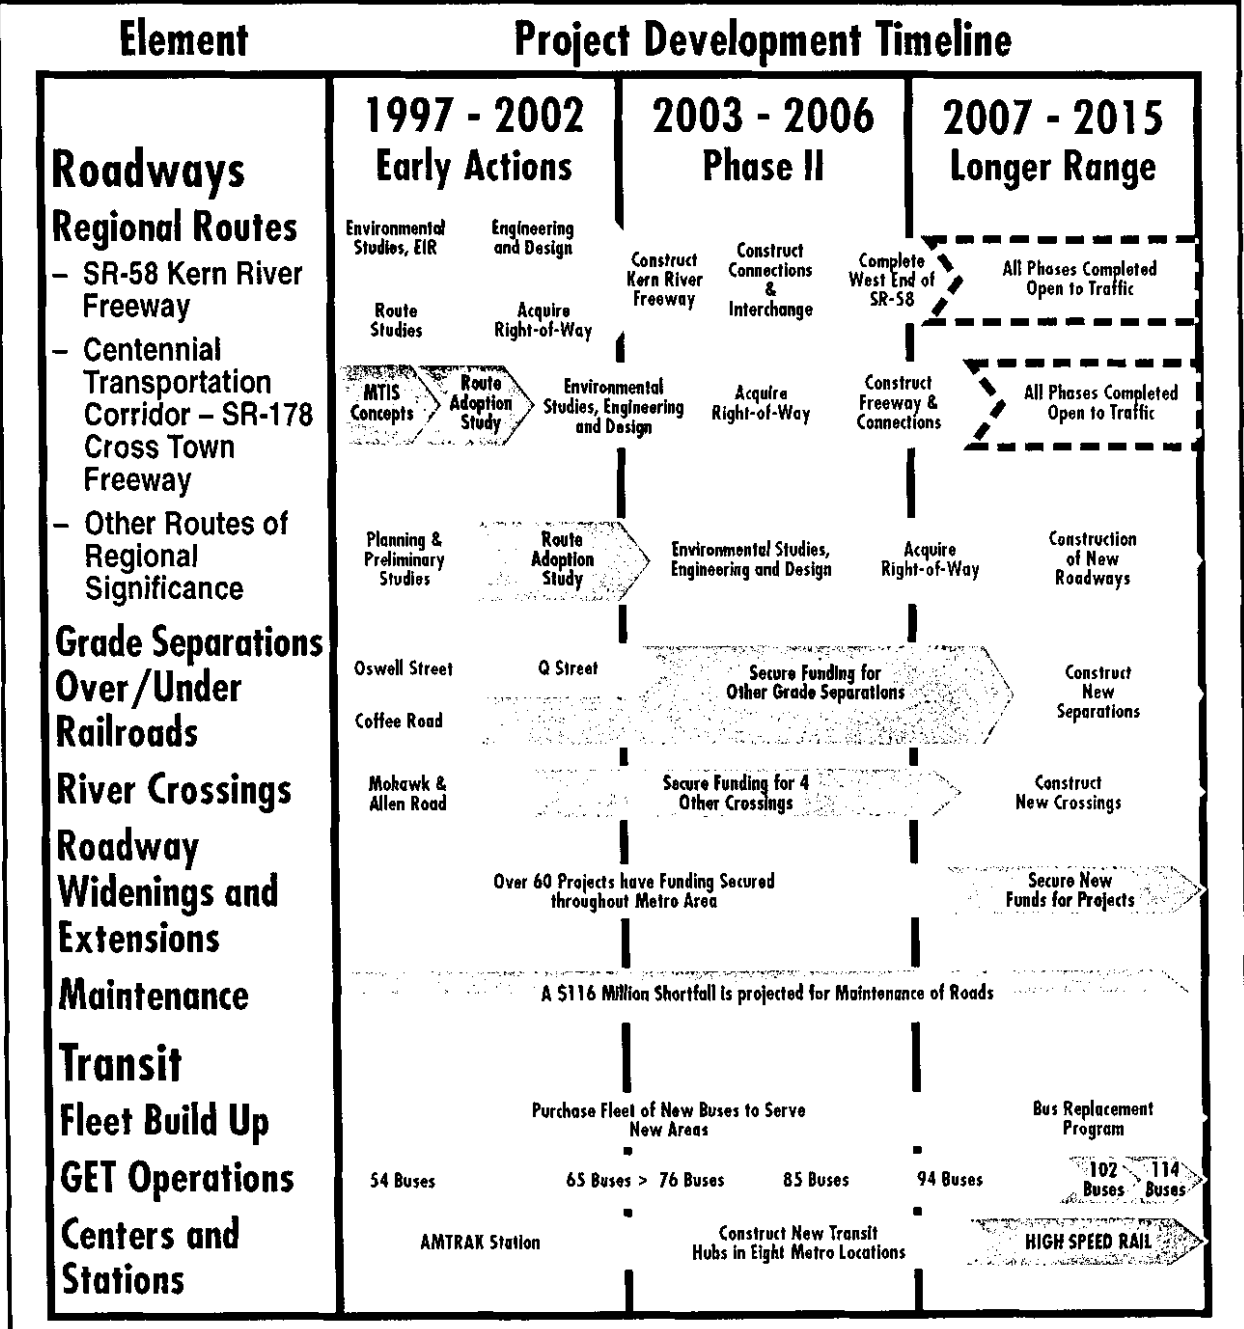 Element
Project Development Timeline
1997 - 2002
Early Actions
2003 - 2006
Phase II
2007 - 2015
Longer Range
Roadways
Regional Routes
– SR-58 Kern River
Freeway
Environmental
Studies, EIR
Engineering
and Design
Route
Studies
Acquire
Right-of-Way
Construct
Kern River
Freeway
Construct
Connections
&
Interchange
Complete
West End of
SR-58
All Phases Completed
Open to Traffic
– Centennial
Transportation
Corridor – SR-178
Cross Town
Freeway
MTIS
Concepts
Route
Adoption
Study
Environmental
Studies, Engineering
and Design
Acquire
Right-of-Way
Construct
Freeway &
Connections
All Phases Completed
Open to Traffic
– Other Routes of
Regional
Significance
Planning &
Preliminary
Studies
Route
Adoption
Study
Environmental Studies,
Engineering and Design
Acquire
Right-of-Way
Construction
of New
Roadways
Grade Separations
Over/Under
Railroads
Oswell Street
Q Street
Coffee Road
Secure Funding for
Other Grade Separations
Construct
New
Separations
River Crossings
Mohawk &
Allen Road
Secure Funding for 4
Other Crossings
Construct
New Crossings
Roadway
Widenings and
Extensions
Over 60 Projects have Funding Secured
throughout Metro Area
Secure New
Funds for Projects
Maintenance
A $116 Million Shortfall is projected for Maintenance of Roads
Transit
Fleet Build Up
Purchase Fleet of New Buses to Serve
New Areas
Bus Replacement
Program
GET Operations
54 Buses
65 Buses > 76 Buses
85 Buses
94 Buses
102
Buses
114
Buses
Centers and
Stations
AMTRAK Station
Construct New Transit
Hubs in Eight Metro Locations
HIGH SPEED RAIL